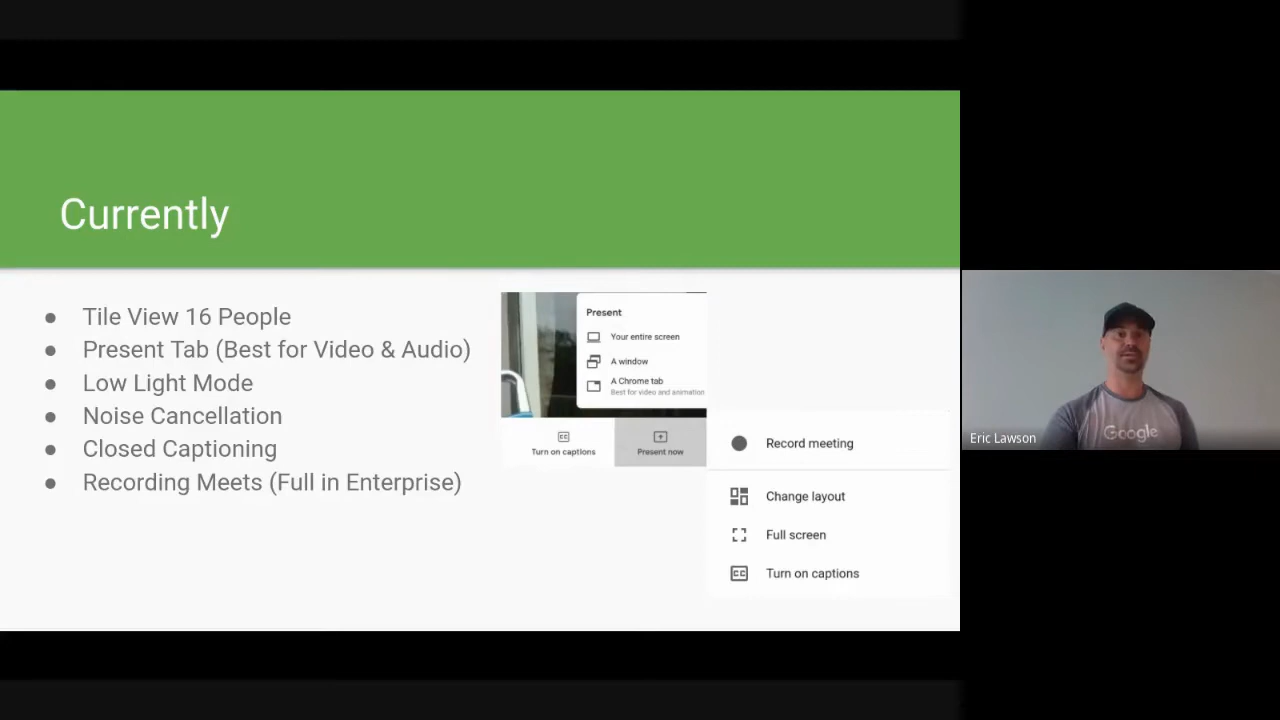 Currently
Tile View 16 People
Present Tab (Best for Video & Audio)
Low Light Mode
Noise Cancellation
Closed Captioning
Recording Meets (Full in Enterprise)
Present
Your entire screen
A window
A Chrome tab
Best for video and animation
Turn on captions
Present now
Record meeting
Change layout
Full screen
Turn on captions
Google
Eric Lawson